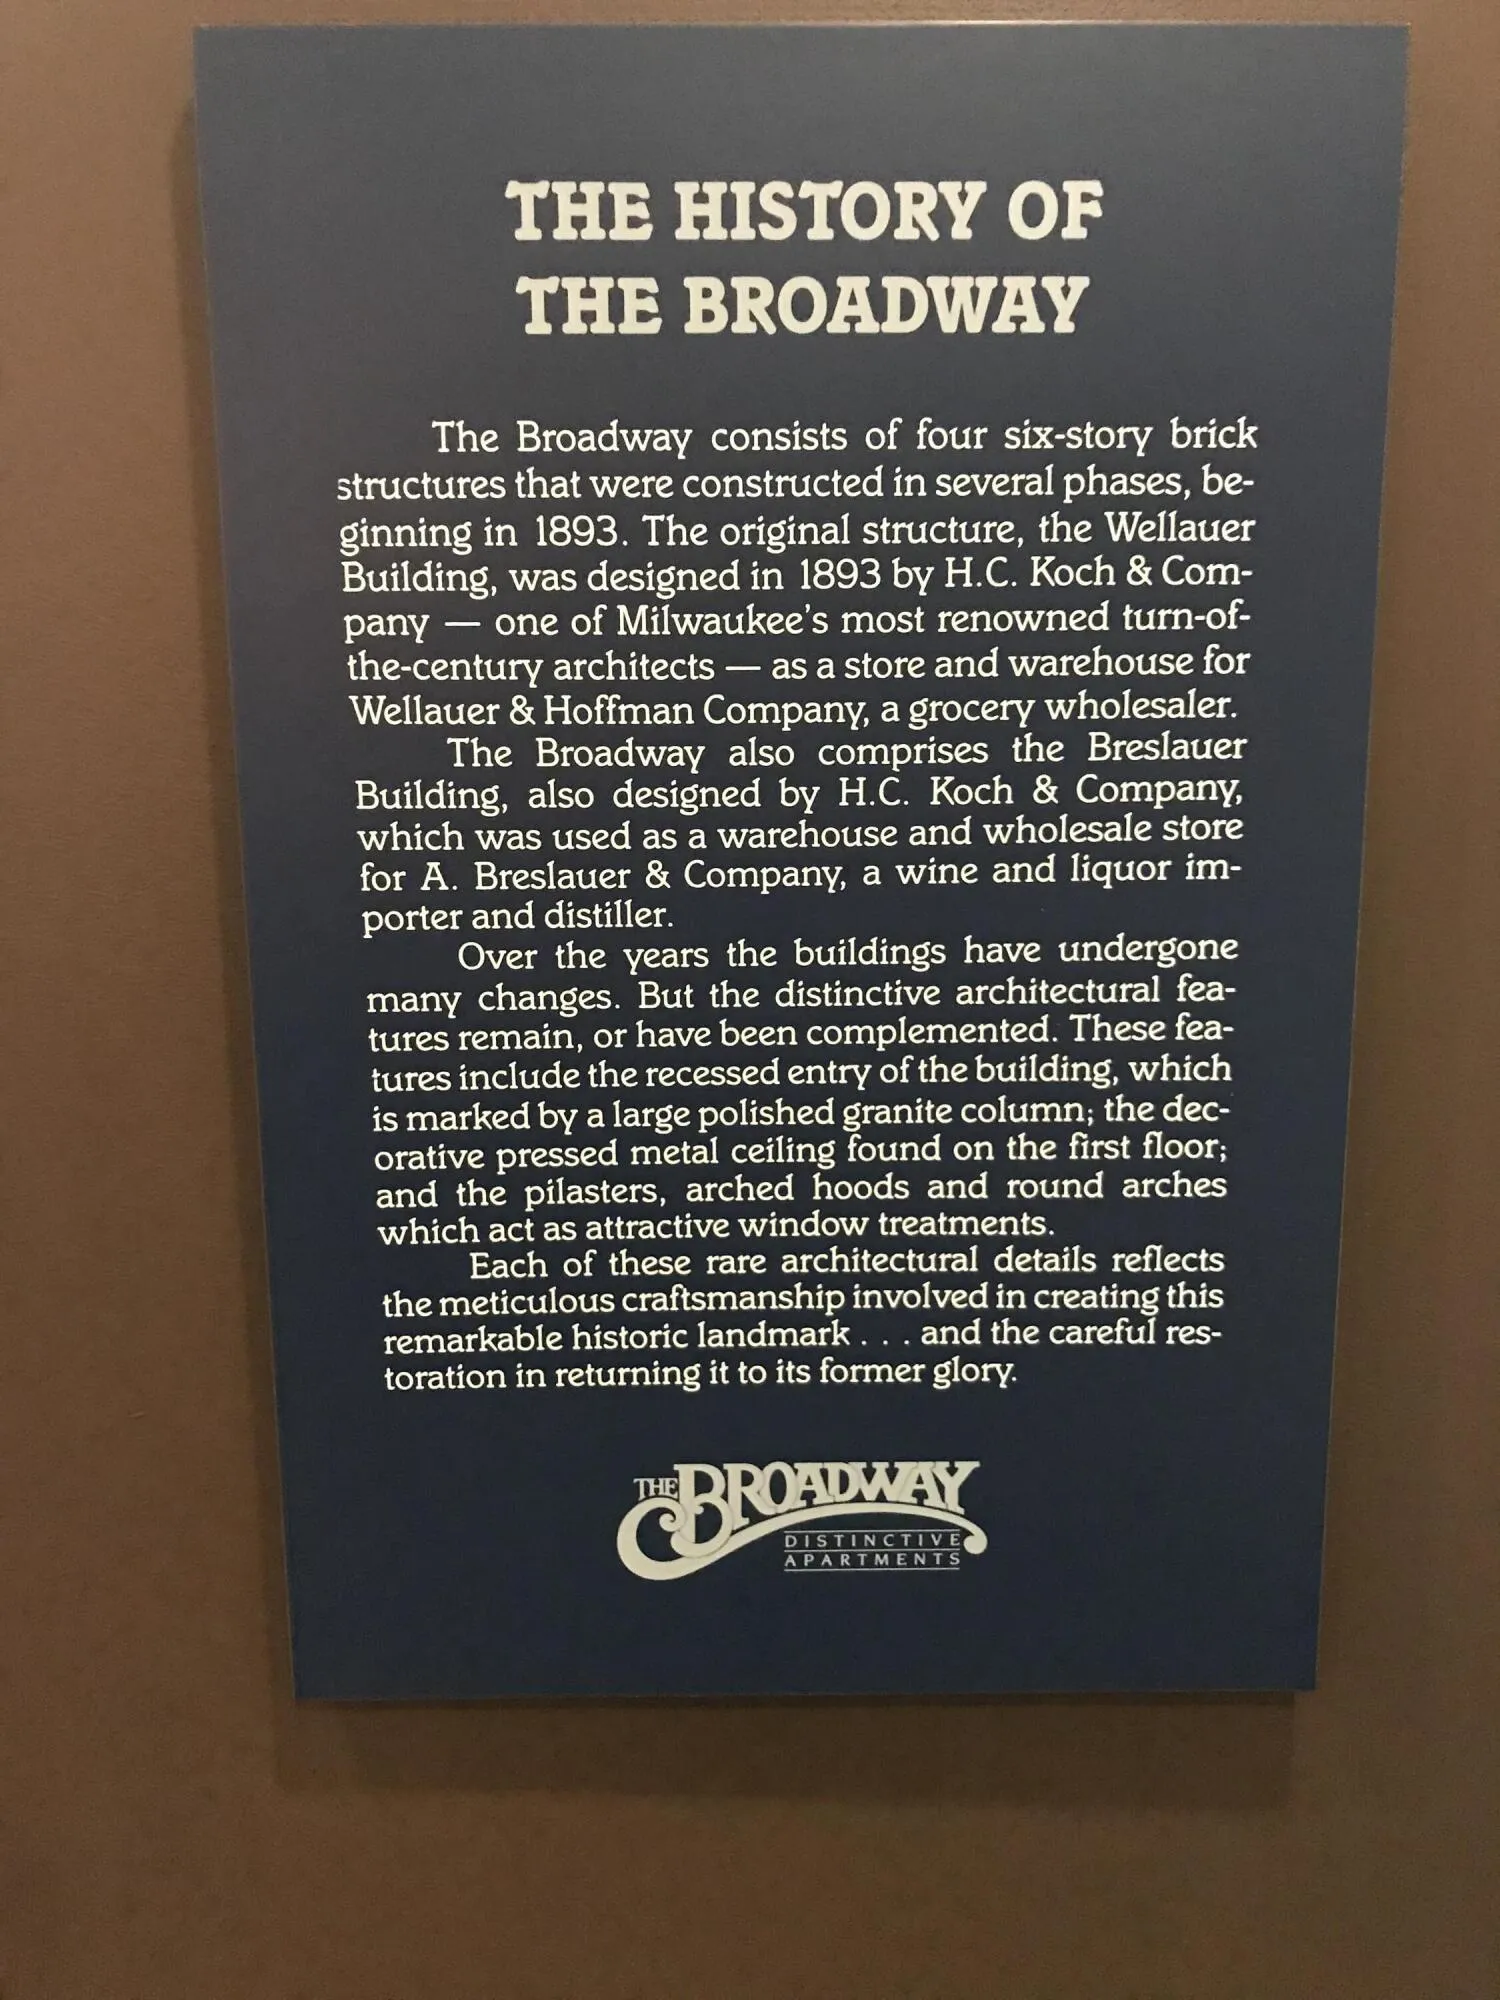 THE HISTORY OF
THE BROADWAY
The Broadway consists of four six-story brick
structures that were constructed in several phases, be-
ginning in 1893. The original structure, the Wellauer
Building, was designed in 1893 by H.C. Koch & Com-
pany — one of Milwaukee's most renowned turn-of-
the-century architects — as a store and warehouse for
Wellauer & Hoffman Company, a grocery wholesaler.
The Broadway also comprises the Breslauer
Building, also designed by H.C. Koch & Company,
which was used as a warehouse and wholesale store
for A. Breslauer & Company, a wine and liquor im-
porter and distiller.
Over the years the buildings have undergone
many changes. But the distinctive architectural fea-
tures remain, or have been complemented. These fea-
tures include the recessed entry of the building, which
is marked by a large polished granite column; the dec-
orative pressed metal ceiling found on the first floor;
and the pilasters, arched hoods and round arches
which act as attractive window treatments.
Each of these rare architectural details reflects
the meticulous craftsmanship involved in creating this
remarkable historic landmark . . . and the careful res-
toration in returning it to its former glory.
THE BROADWAY
DISTINCTIVE
APARTMENTS